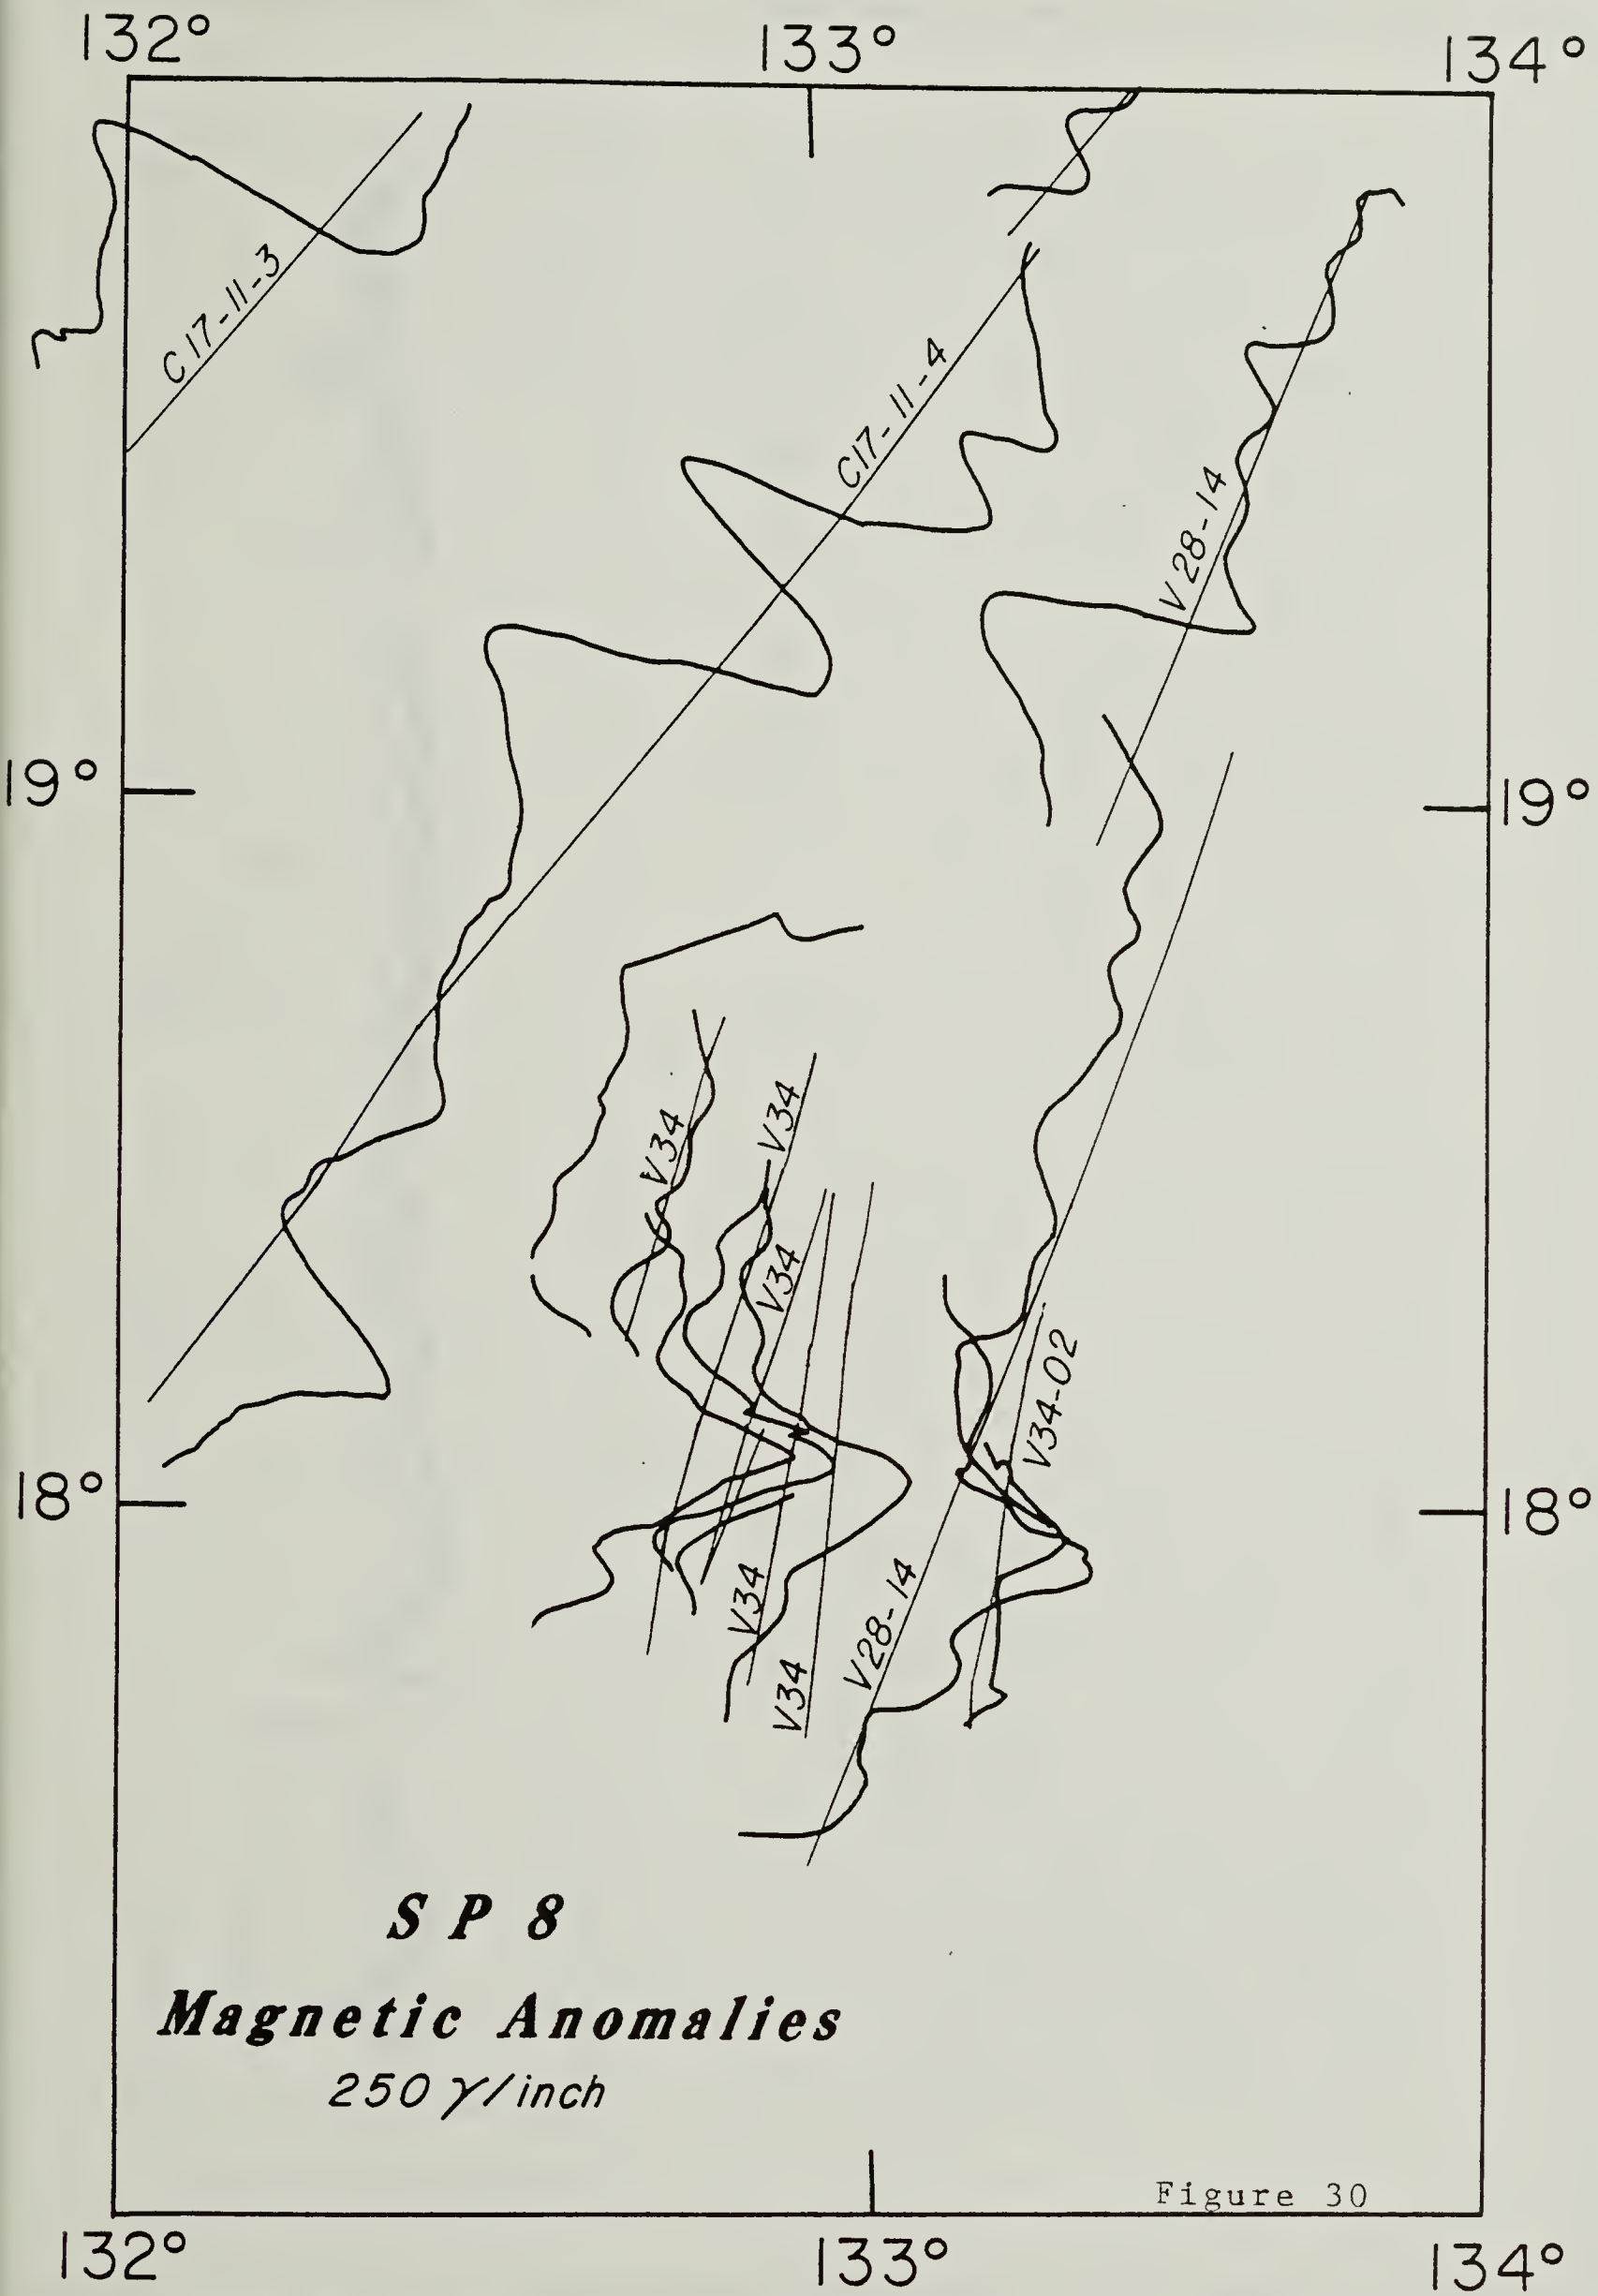 132° 133° 134°
C17-11-3
C17-11-4
V28-14
19° 19°
V34
V34
V34
V34-02
18° 18°
V34
V28-14
V34
SP 8
Magnetic Anomalies
250 γ/inch
Figure 30
132° 133° 134°